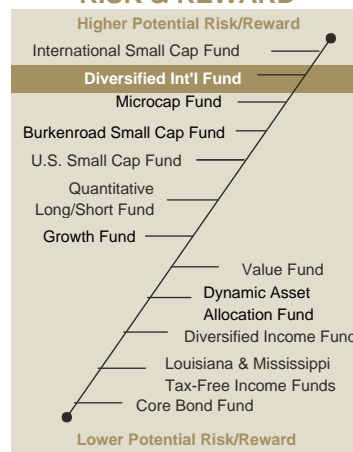 RISK & REWARD
Higher Potential Risk/Reward
International Small Cap Fund
Diversified Int'l Fund
Microcap Fund
Burkenroad Small Cap Fund
U.S. Small Cap Fund
Quantitative
Long/Short Fund
Growth Fund
Value Fund
Dynamic Asset
Allocation Fund
Diversified Income Fund
Louisiana & Mississippi
Tax-Free Income Funds
Core Bond Fund
Lower Potential Risk/Reward